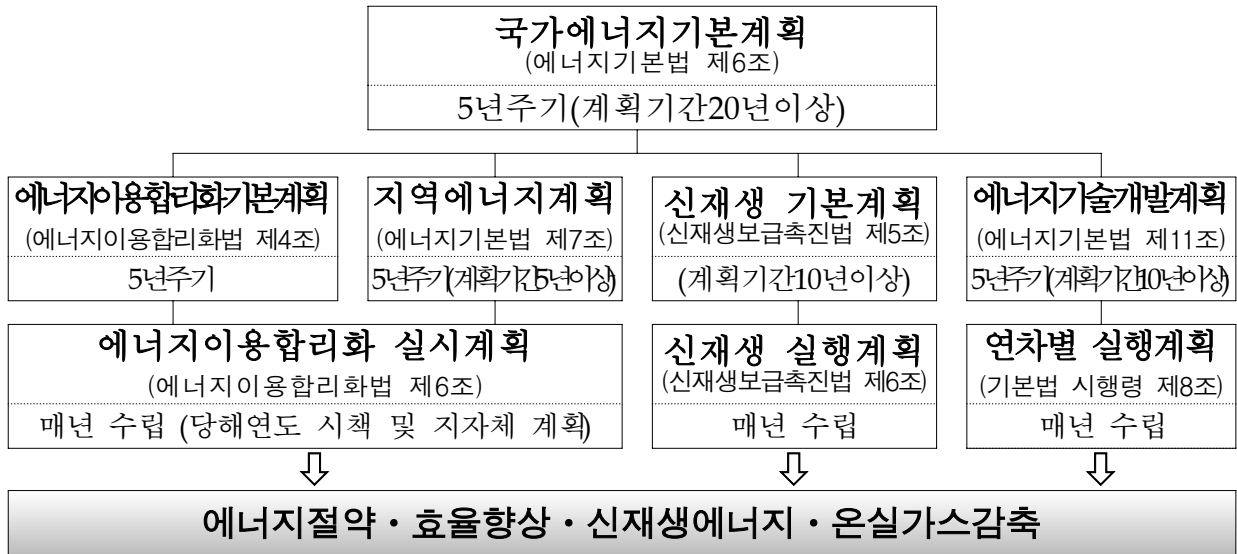 국가에너지기본계획
(에너지기본법 제6조)
5년주기(계획기간20년이상)
에너지이용합리화기본계획
(에너지이용합리화법 제4조)
5년주기
지역에너지계획
(에너지기본법 제7조)
5년주기(계획기간5년이상)
신재생 기본계획
(신재생보급촉진법 제5조)
(계획기간10년이상)
에너지기술개발계획
(에너지기본법 제11조)
5년주기(계획기간10년이상)
에너지이용합리화 실시계획
(에너지이용합리화법 제6조)
매년 수립 (당해연도 시책 및 지자체 계획)
신재생 실행계획
(신재생보급촉진법 제6조)
매년 수립
연차별 실행계획
(기본법 시행령 제8조)
매년 수립
에너지절약・효율향상・신재생에너지・온실가스감축